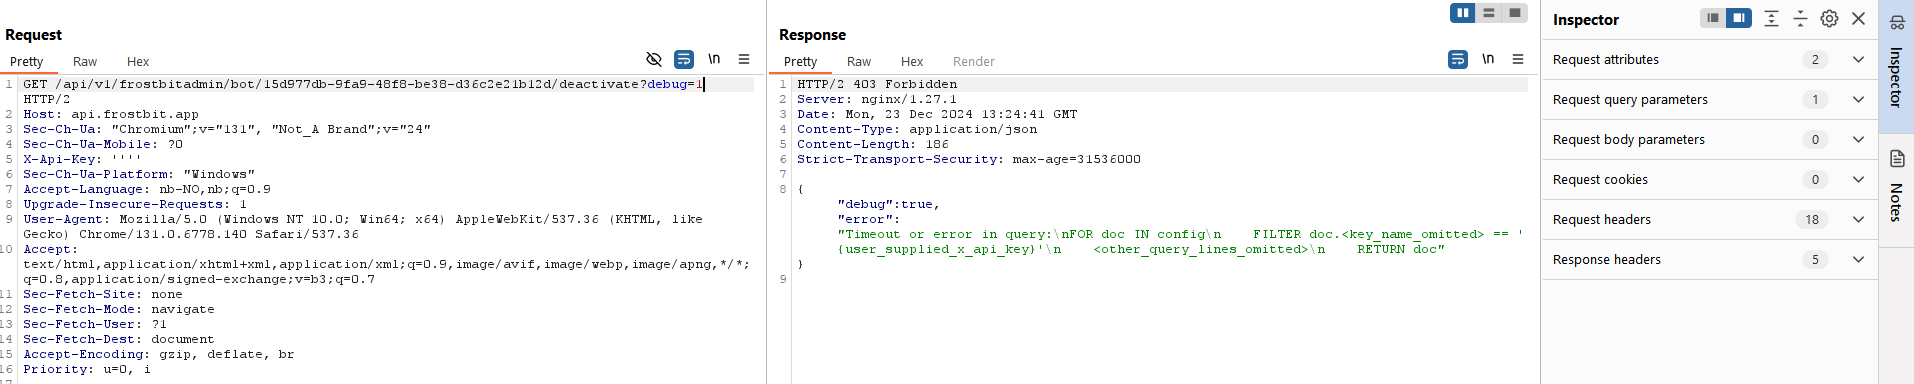 Request
Pretty Raw Hex \n
1 GET /api/v1/frostbitadmin/bot/15d977db-9fa9-48f8-be38-d36c2e21b12d/deactivate?debug=1
HTTP/2
2 Host: api.frostbit.app
3 Sec-Ch-Ua: "Chromium";v="131", "Not_A Brand";v="24"
4 Sec-Ch-Ua-Mobile: ?0
5 X-Api-Key: ''''
6 Sec-Ch-Ua-Platform: "Windows"
7 Accept-Language: nb-NO,nb;q=0.9
8 Upgrade-Insecure-Requests: 1
9 User-Agent: Mozilla/5.0 (Windows NT 10.0; Win64; x64) AppleWebKit/537.36 (KHTML, like
Gecko) Chrome/131.0.6778.140 Safari/537.36
10 Accept:
text/html,application/xhtml+xml,application/xml;q=0.9,image/avif,image/webp,image/apng,*/*;
q=0.8,application/signed-exchange;v=b3;q=0.7
11 Sec-Fetch-Site: none
12 Sec-Fetch-Mode: navigate
13 Sec-Fetch-User: ?1
14 Sec-Fetch-Dest: document
15 Accept-Encoding: gzip, deflate, br
16 Priority: u=0, i
Response
Pretty Raw Hex Render \n
1 HTTP/2 403 Forbidden
2 Server: nginx/1.27.1
3 Date: Mon, 23 Dec 2024 13:24:41 GMT
4 Content-Type: application/json
5 Content-Length: 186
6 Strict-Transport-Security: max-age=31536000
7
8 {
"debug":true,
"error":
"Timeout or error in query:\nFOR doc IN config\n    FILTER doc.<key_name_omitted> == '
{user_supplied_x_api_key}'\n    <other_query_lines_omitted>\n    RETURN doc"
}
9
Inspector
Request attributes 2
Request query parameters 1
Request body parameters 0
Request cookies 0
Request headers 18
Response headers 5
Inspector
Notes